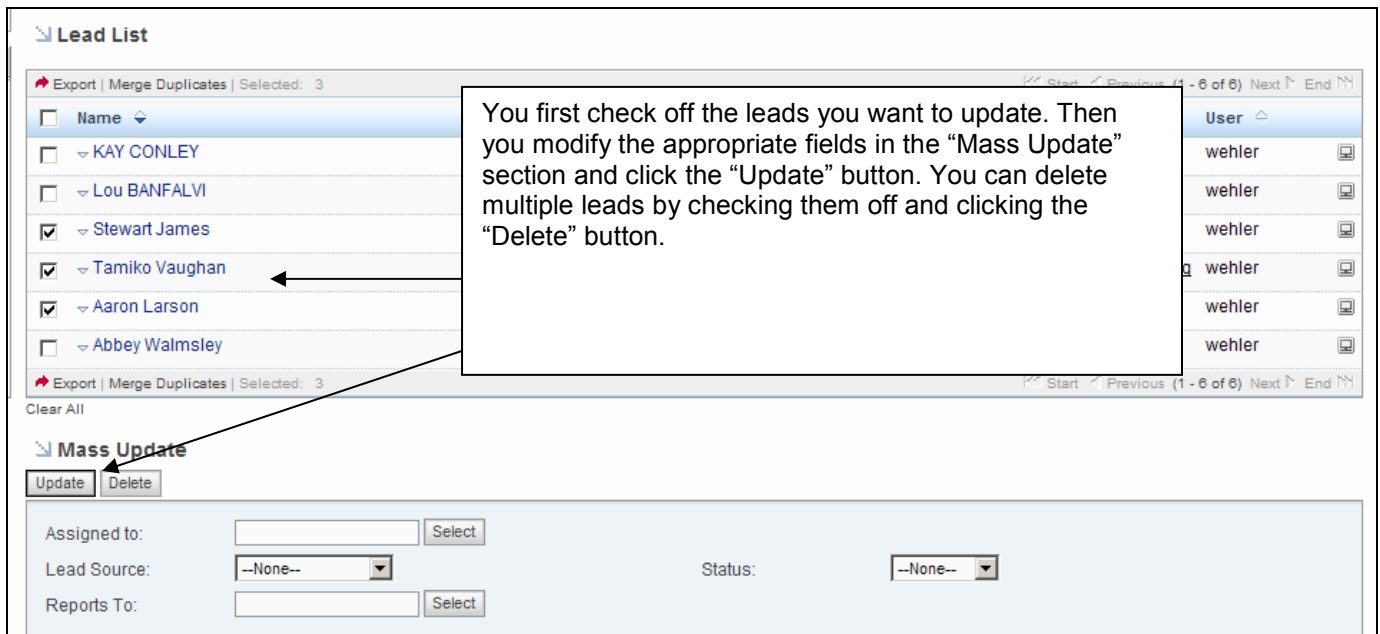 Lead List
Export | Merge Duplicates | Selected: 3 Start Previous (1 - 6 of 6) Next End
Name User
KAY CONLEY wehler
Lou BANFALVI wehler
Stewart James wehler
Tamiko Vaughan g wehler
Aaron Larson wehler
Abbey Walmsley wehler
You first check off the leads you want to update. Then
you modify the appropriate fields in the “Mass Update”
section and click the “Update” button. You can delete
multiple leads by checking them off and clicking the
“Delete” button.
Export | Merge Duplicates | Selected: 3 Start Previous (1 - 6 of 6) Next End
Clear All
Mass Update
Update Delete
Assigned to: Select
Lead Source: --None-- Status: --None--
Reports To: Select